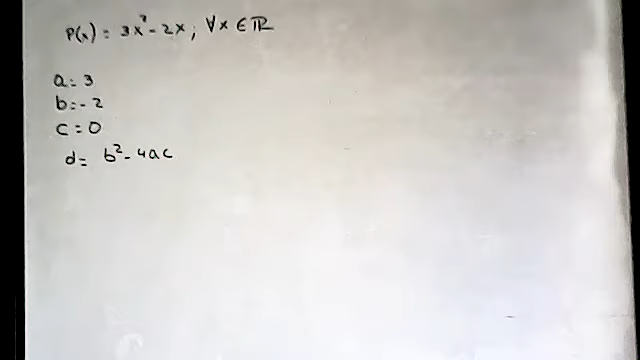 P(x) = 3x² - 2x ; ∀x ∈ ℝ
a = 3
b = - 2
c = 0
d = b² - 4ac